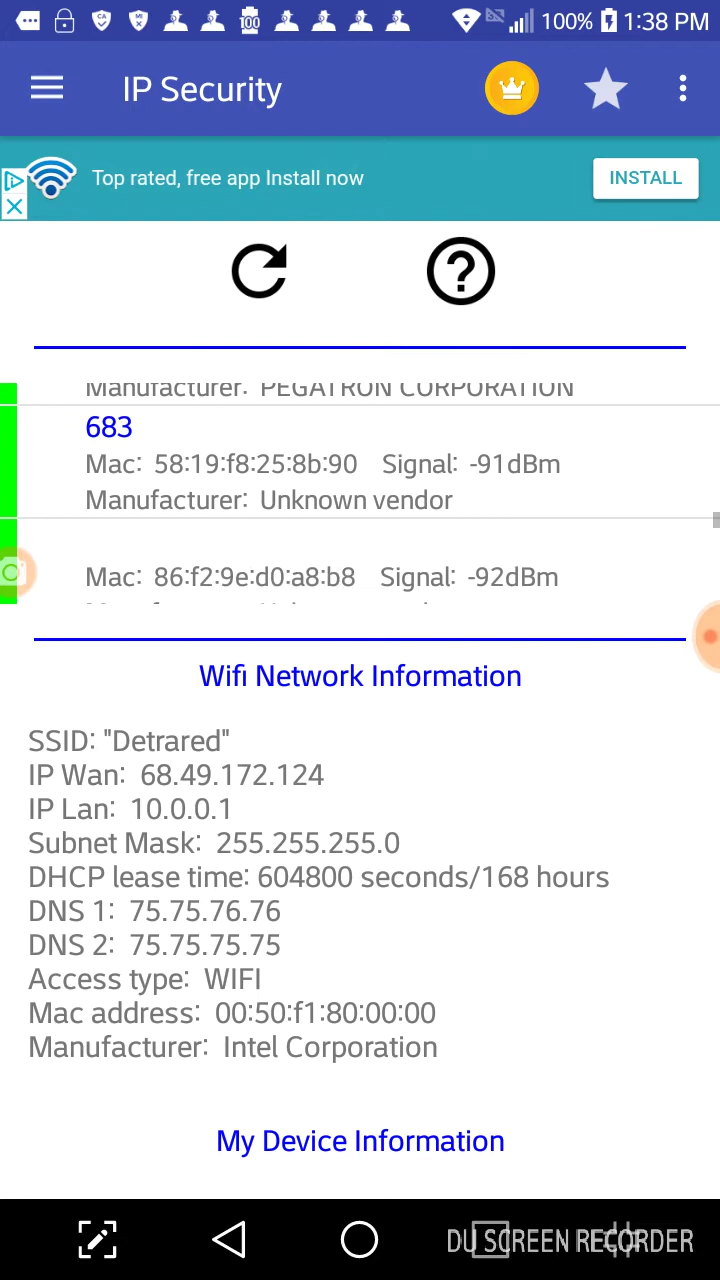 100
100% 1:38 PM
IP Security
Top rated, free app Install now
INSTALL
Manufacturer: PEGATRON CORPORATION
683
Mac: 58:19:f8:25:8b:90 Signal: -91dBm
Manufacturer: Unknown vendor
Mac: 86:f2:9e:d0:a8:b8 Signal: -92dBm
Wifi Network Information
SSID: "Detrared"
IP Wan: 68.49.172.124
IP Lan: 10.0.0.1
Subnet Mask: 255.255.255.0
DHCP lease time: 604800 seconds/168 hours
DNS 1: 75.75.76.76
DNS 2: 75.75.75.75
Access type: WIFI
Mac address: 00:50:f1:80:00:00
Manufacturer: Intel Corporation
My Device Information
DU SCREEN RECORDER